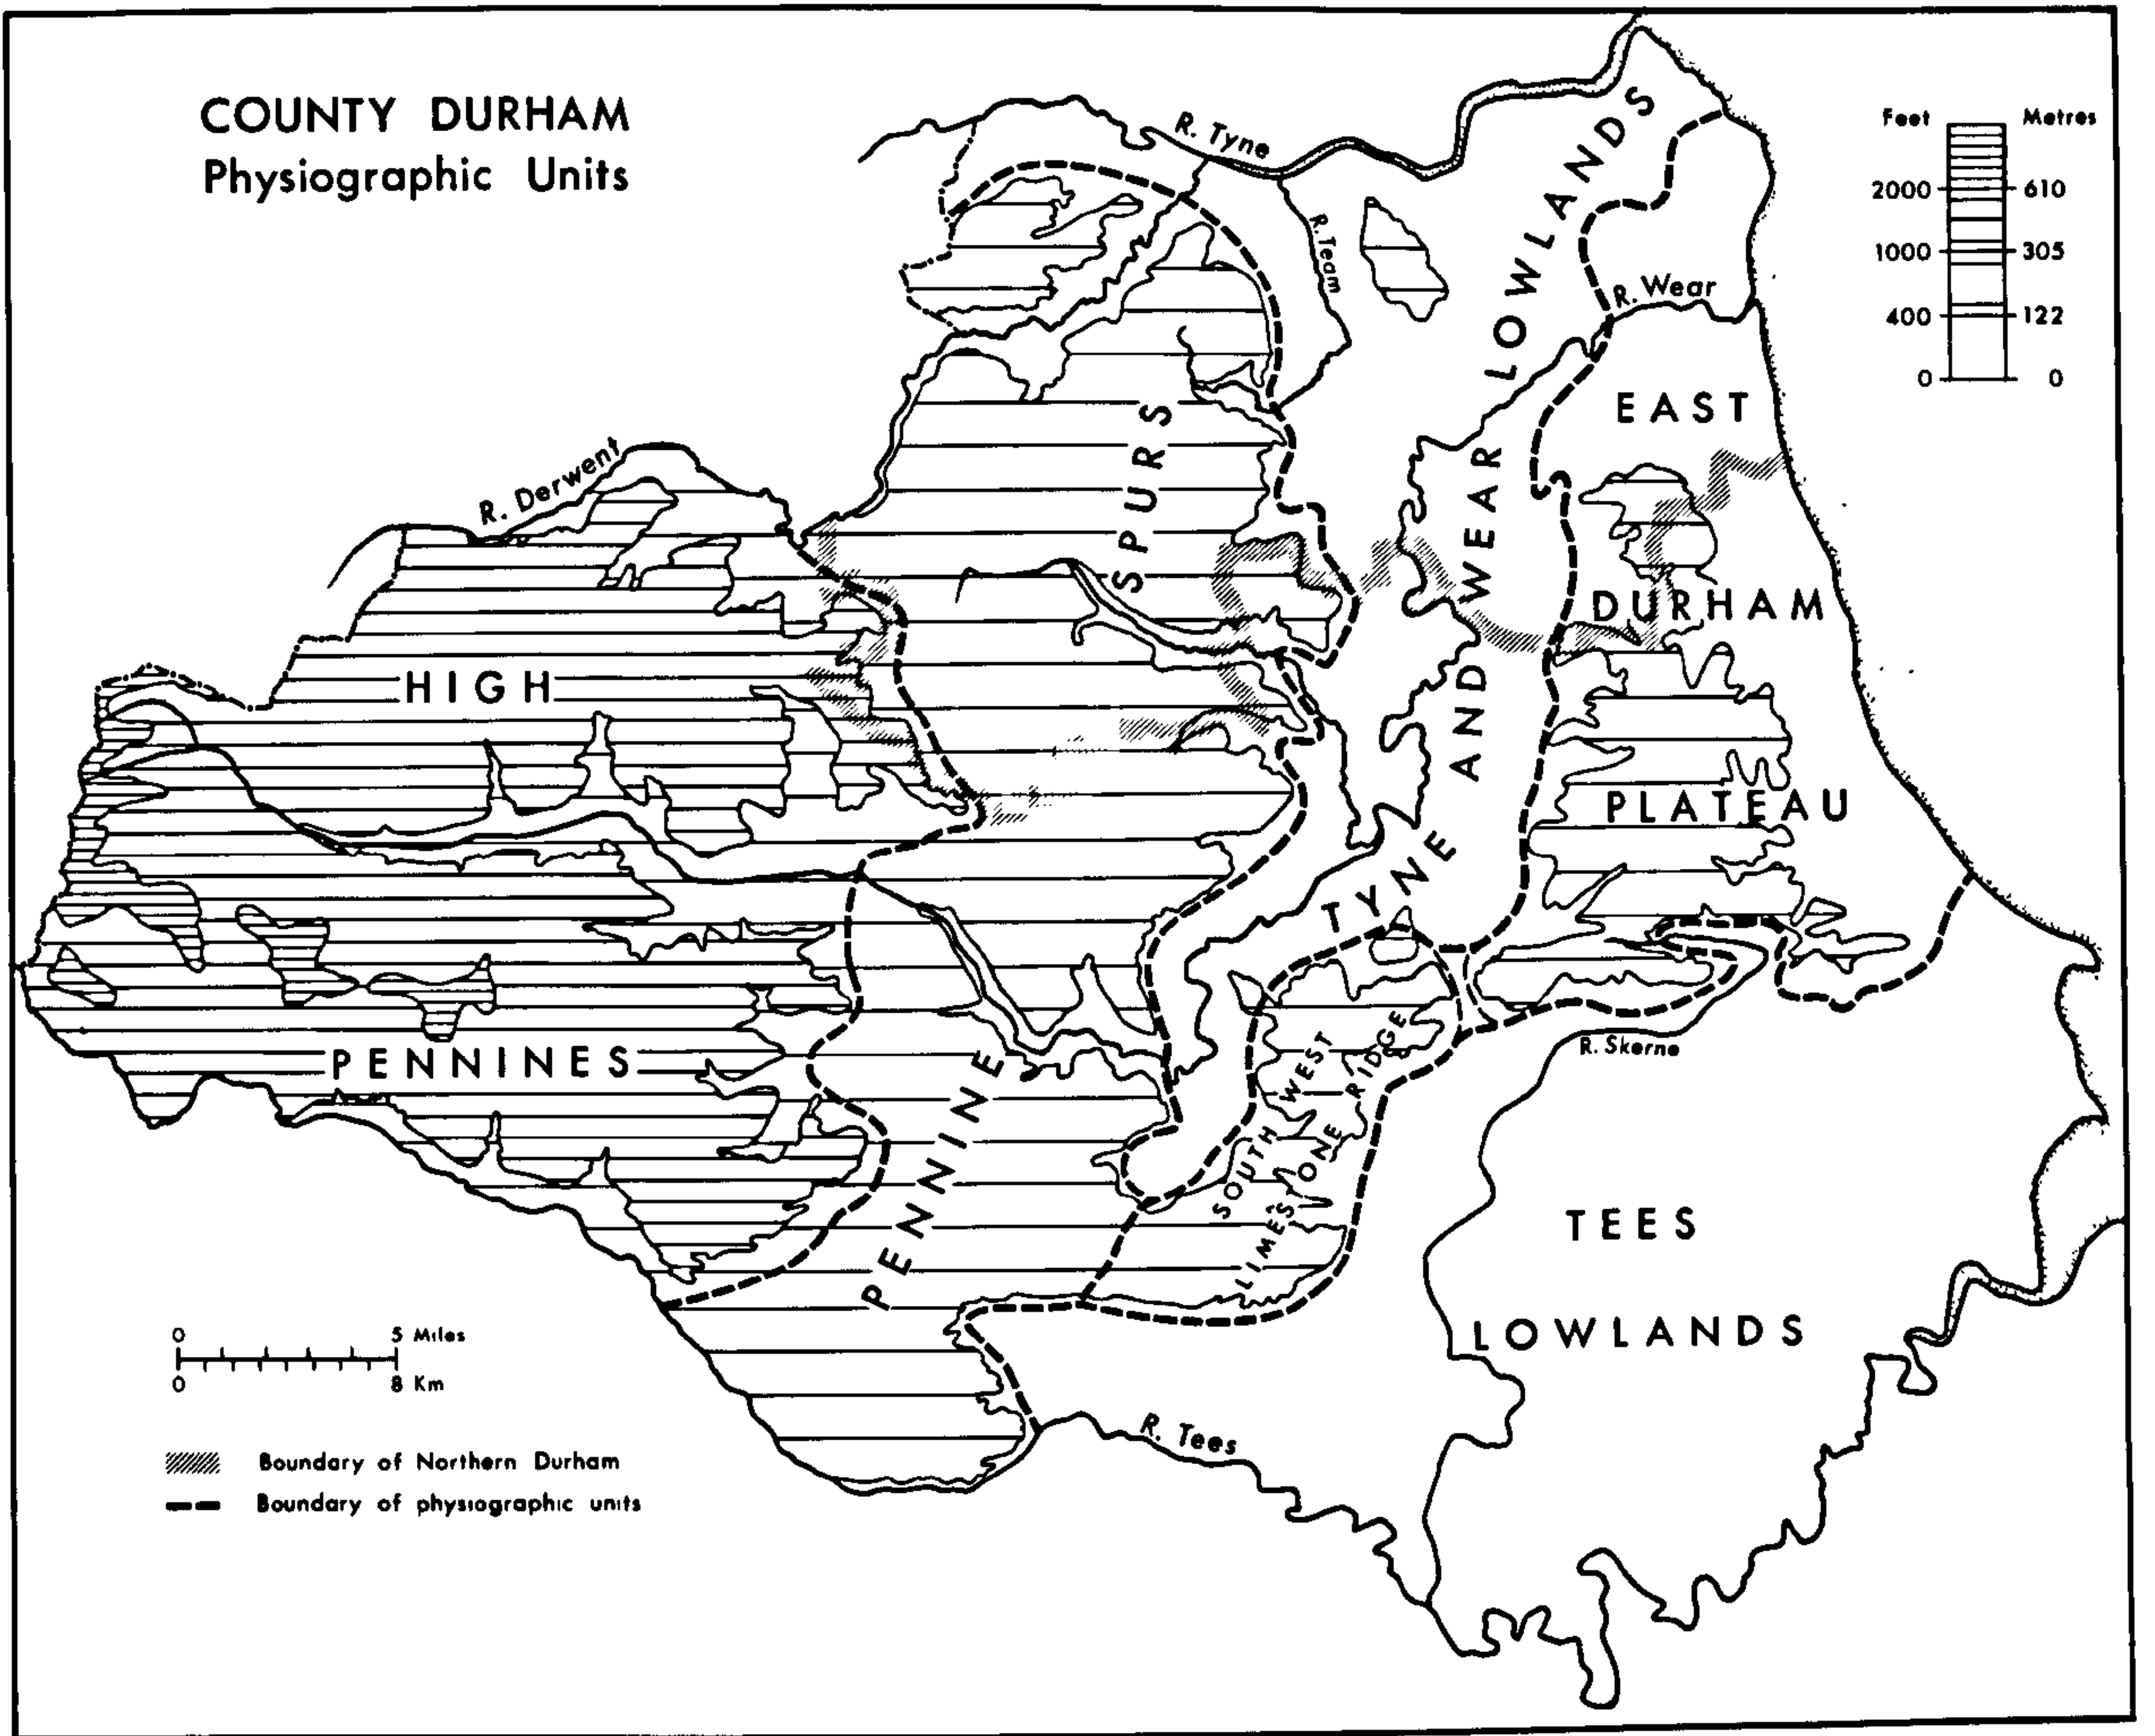 COUNTY DURHAM
Physiographic Units
R. Tyne
R. Team
R. Wear
R. Derwent
Feet Metres
2000 610
1000 305
400 122
0 0
TYNE AND WEAR LOWLANDS
EAST
DURHAM
PLATEAU
HIGH
PENNINES
PENNINE SPURS
SOUTH WEST
LIMESTONE RIDGE
R. Skerne
TEES
LOWLANDS
R. Tees
0 5 Miles
0 8 Km
Boundary of Northern Durham
Boundary of physiographic units